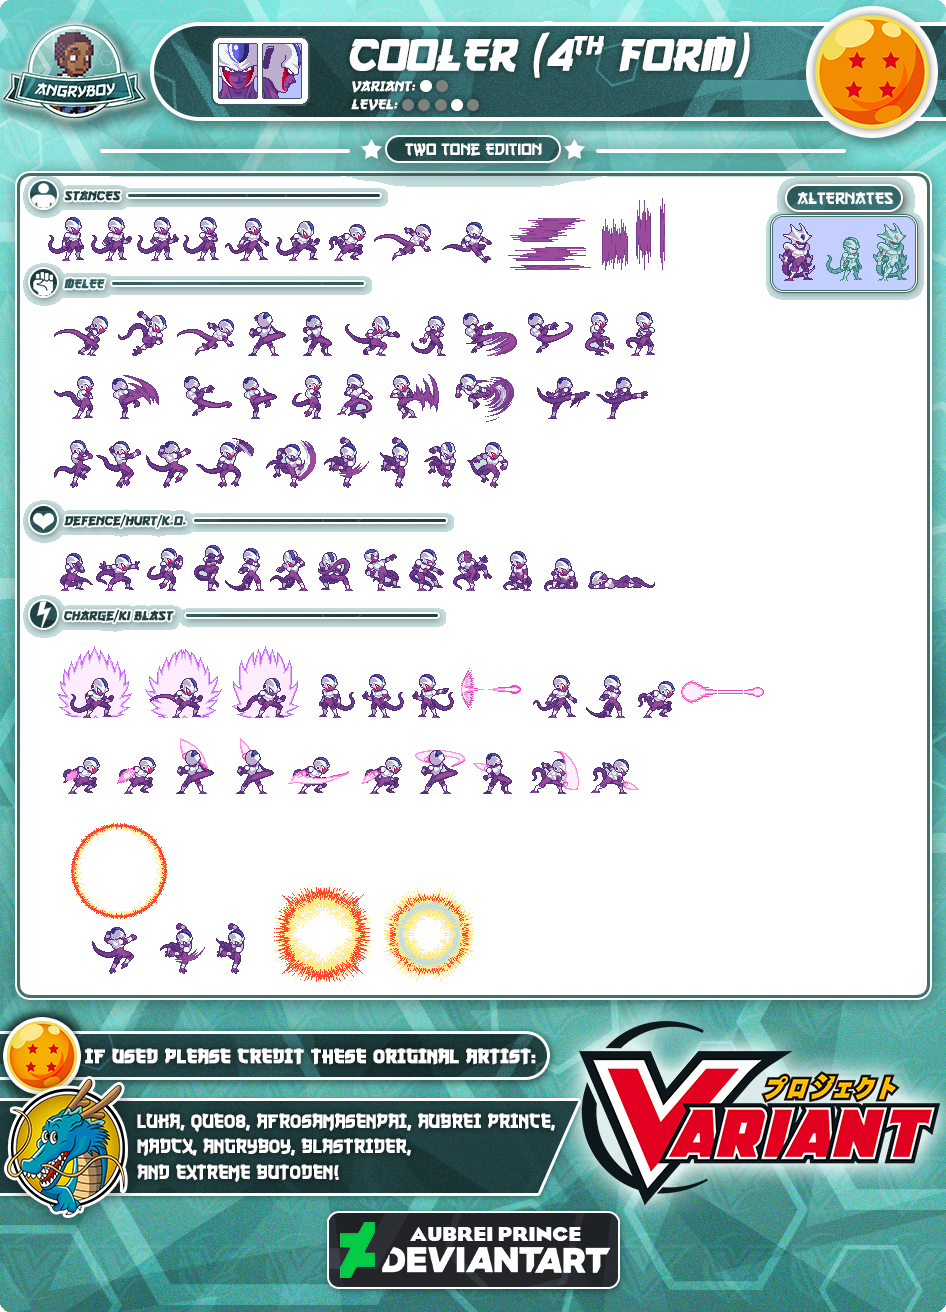 COOLER (4TH FORM)
ANGRYBOY
VARIANT:
LEVEL:
TWO TONE EDITION
STANCES
ALTERNATES
MELEE
DEFENCE/HURT/K.O.
CHARGE/KI BLAST
IF USED PLEASE CREDIT THESE ORIGINAL ARTIST:
LUHA, QUE08, AFROSAMASENPAI, AUBREI PRINCE,
MADCX, ANGRYBOY, BLASTRIDER,
AND EXTREME BUTODEN!
プロジェクト
VARIANT
AUBREI PRINCE
DEVIANTART